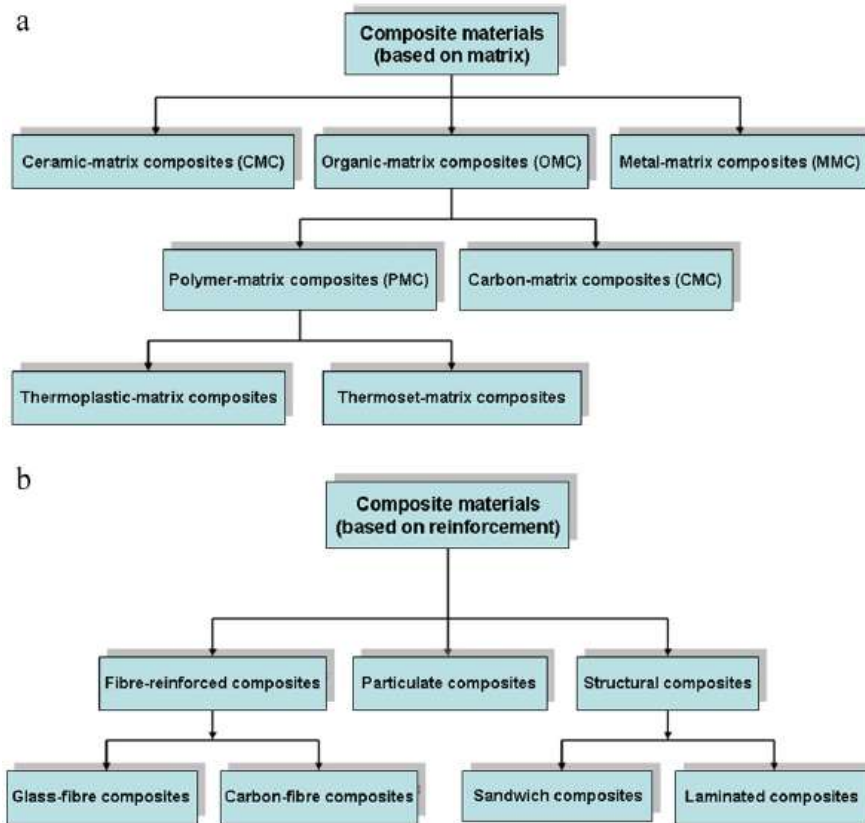 a
Composite materials
(based on matrix)
Ceramic-matrix composites (CMC)
Organic-matrix composites (OMC)
Metal-matrix composites (MMC)
Polymer-matrix composites (PMC)
Carbon-matrix composites (CMC)
Thermoplastic-matrix composites
Thermoset-matrix composites
b
Composite materials
(based on reinforcement)
Fibre-reinforced composites
Particulate composites
Structural composites
Glass-fibre composites
Carbon-fibre composites
Sandwich composites
Laminated composites